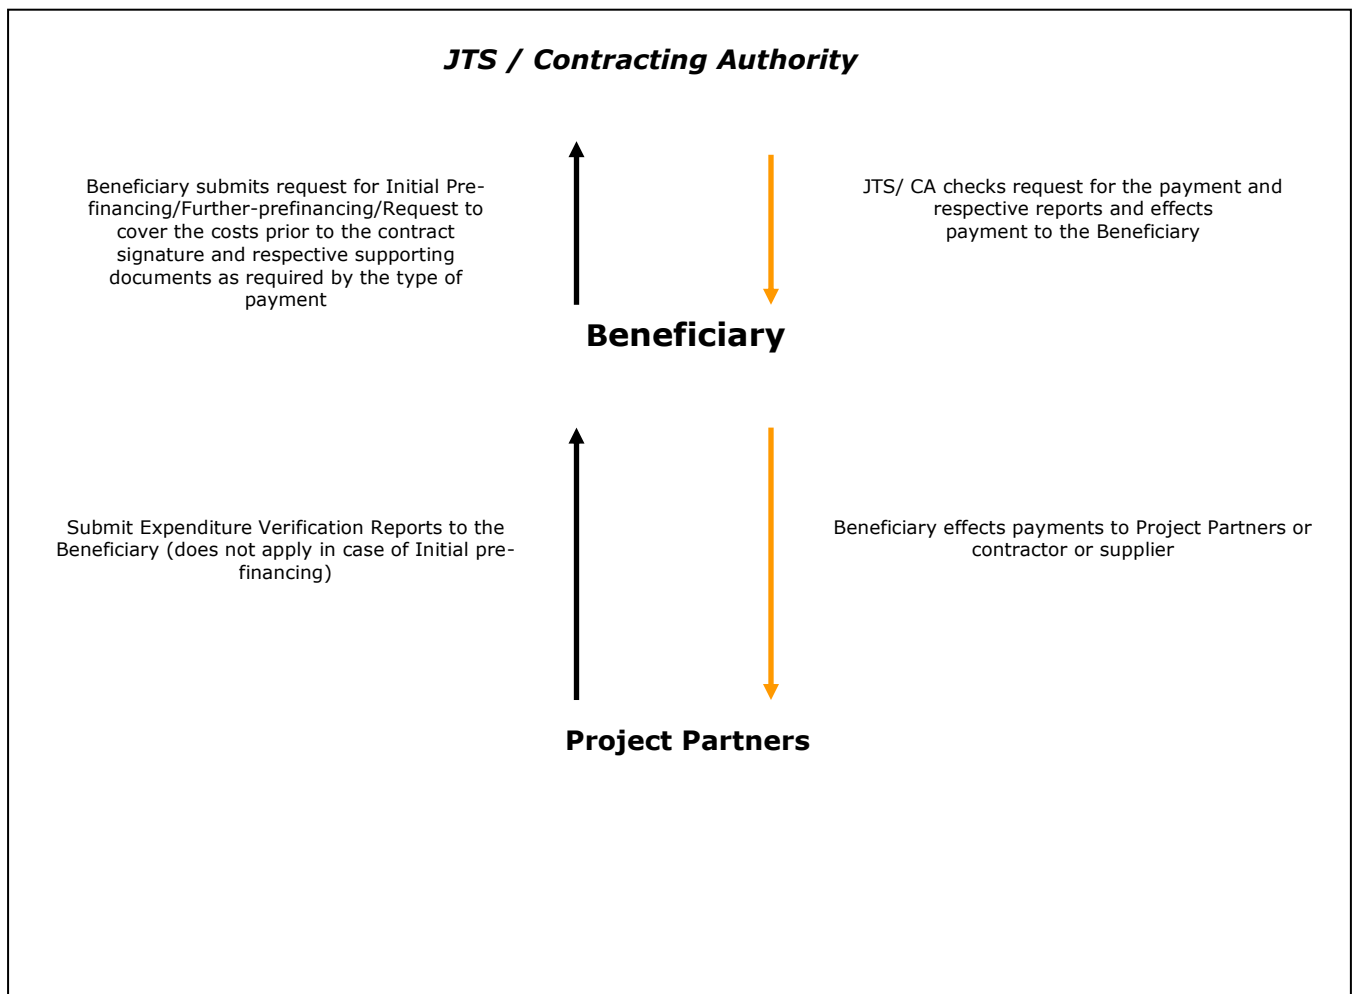 JTS / Contracting Authority
Beneficiary submits request for Initial Pre-
financing/Further-prefinancing/Request to
cover the costs prior to the contract
signature and respective supporting
documents as required by the type of
payment
JTS/ CA checks request for the payment and
respective reports and effects
payment to the Beneficiary
Beneficiary
Submit Expenditure Verification Reports to the
Beneficiary (does not apply in case of Initial pre-
financing)
Beneficiary effects payments to Project Partners or
contractor or supplier
Project Partners